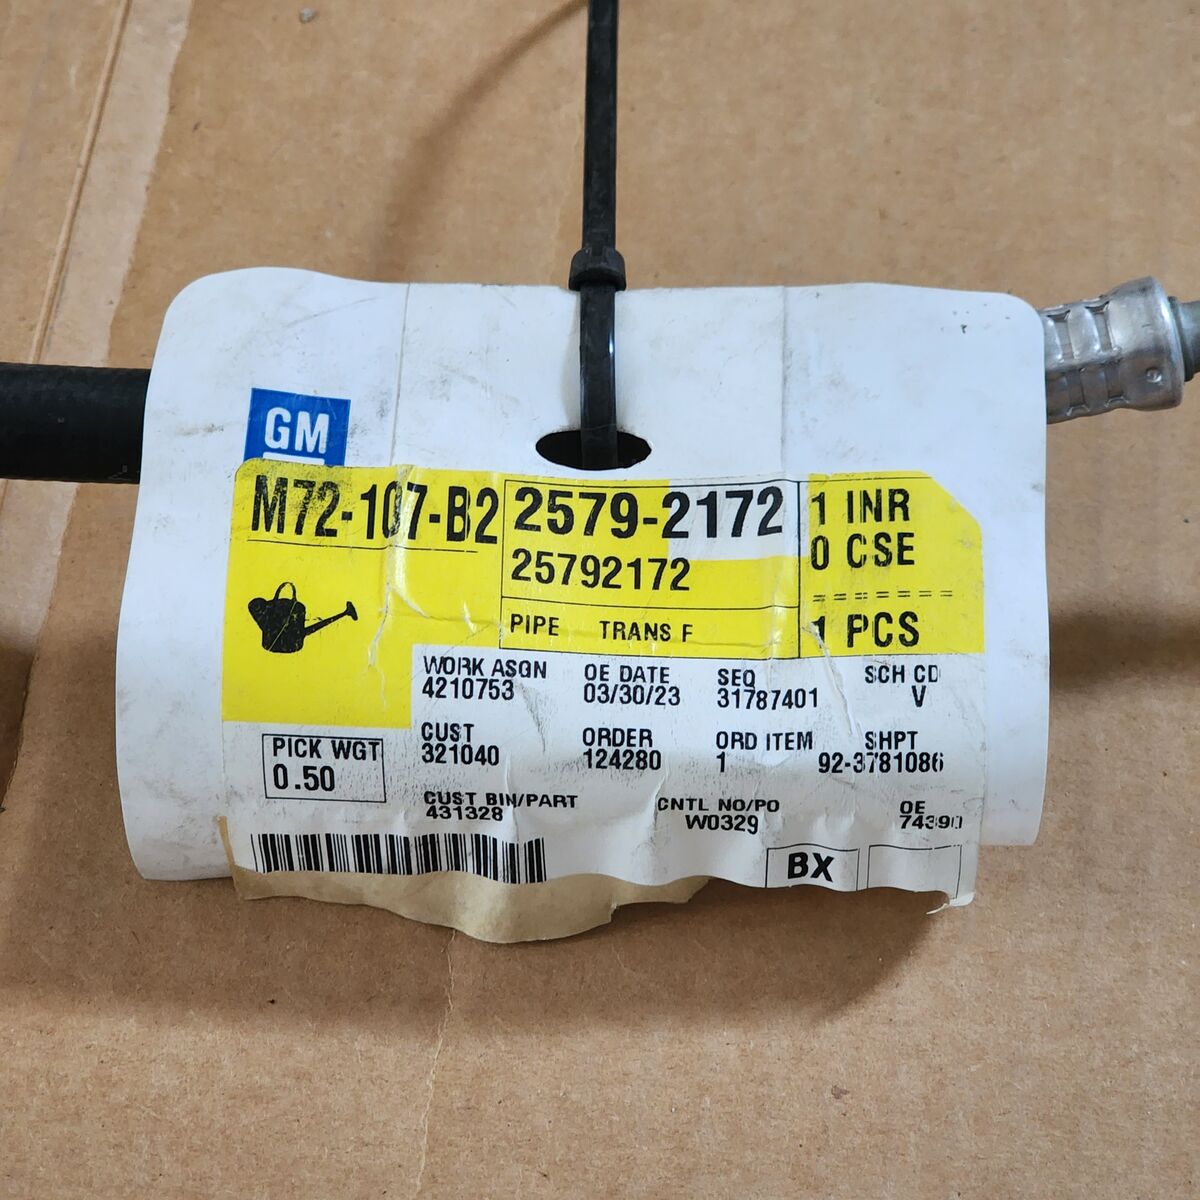 GM
M72-107-B2
2579-2172
25792172
1 INR
0 CSE
PIPE TRANS F
1 PCS
WORK ASGN OE DATE SEQ SCH CD
4210753 03/30/23 31787401 V
CUST ORDER ORD ITEM SHPT
321040 124280 1 92-3781086
PICK WGT
0.50
CUST BIN/PART CNTL NO/PO OE
431328 W0329
BX